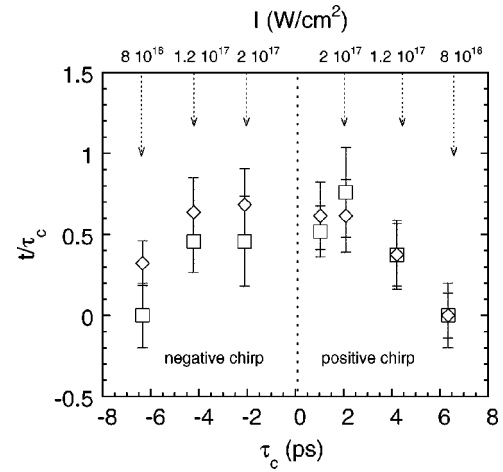 I (W/cm²)
8 10¹⁶ 1.2 10¹⁷ 2 10¹⁷ 2 10¹⁷ 1.2 10¹⁷ 8 10¹⁶
1.5
1
0.5
0
-0.5
t/τc
negative chirp positive chirp
-8 -6 -4 -2 0 2 4 6 8
τc (ps)